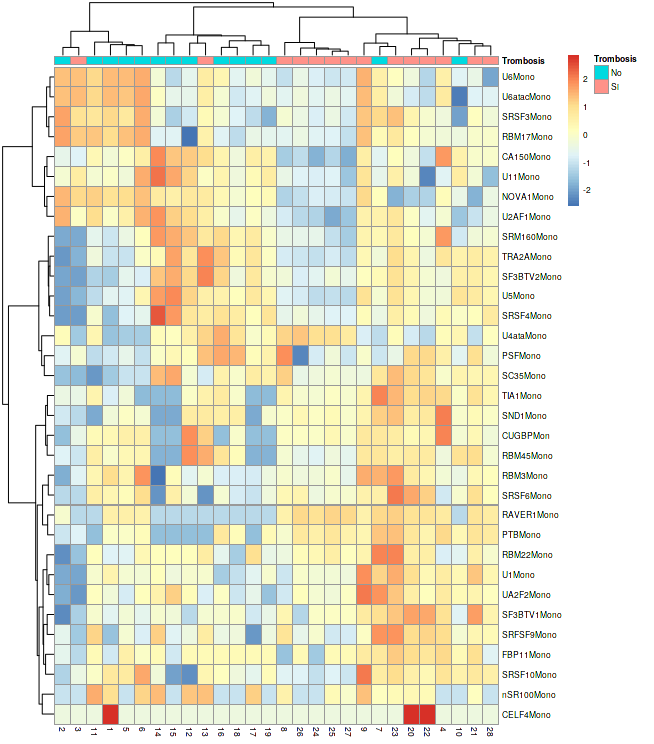 Trombosis
U6Mono
U6atacMono
SRSF3Mono
RBM17Mono
CA150Mono
U11Mono
NOVA1Mono
U2AF1Mono
SRM160Mono
TRA2AMono
SF3BTV2Mono
U5Mono
SRSF4Mono
U4ataMono
PSFMono
SC35Mono
TIA1Mono
SND1Mono
CUGBPMon
RBM45Mono
RBM3Mono
SRSF6Mono
RAVER1Mono
PTBMono
RBM22Mono
U1Mono
UA2F2Mono
SF3BTV1Mono
SRFSF9Mono
FBP11Mono
SRSF10Mono
nSR100Mono
CELF4Mono
2 3 11 1 5 6 14 15 12 13 16 18 17 19 8 26 24 25 27 9 7 23 20 22 4 10 21 28
2
1
0
-1
-2
Trombosis
No
SI